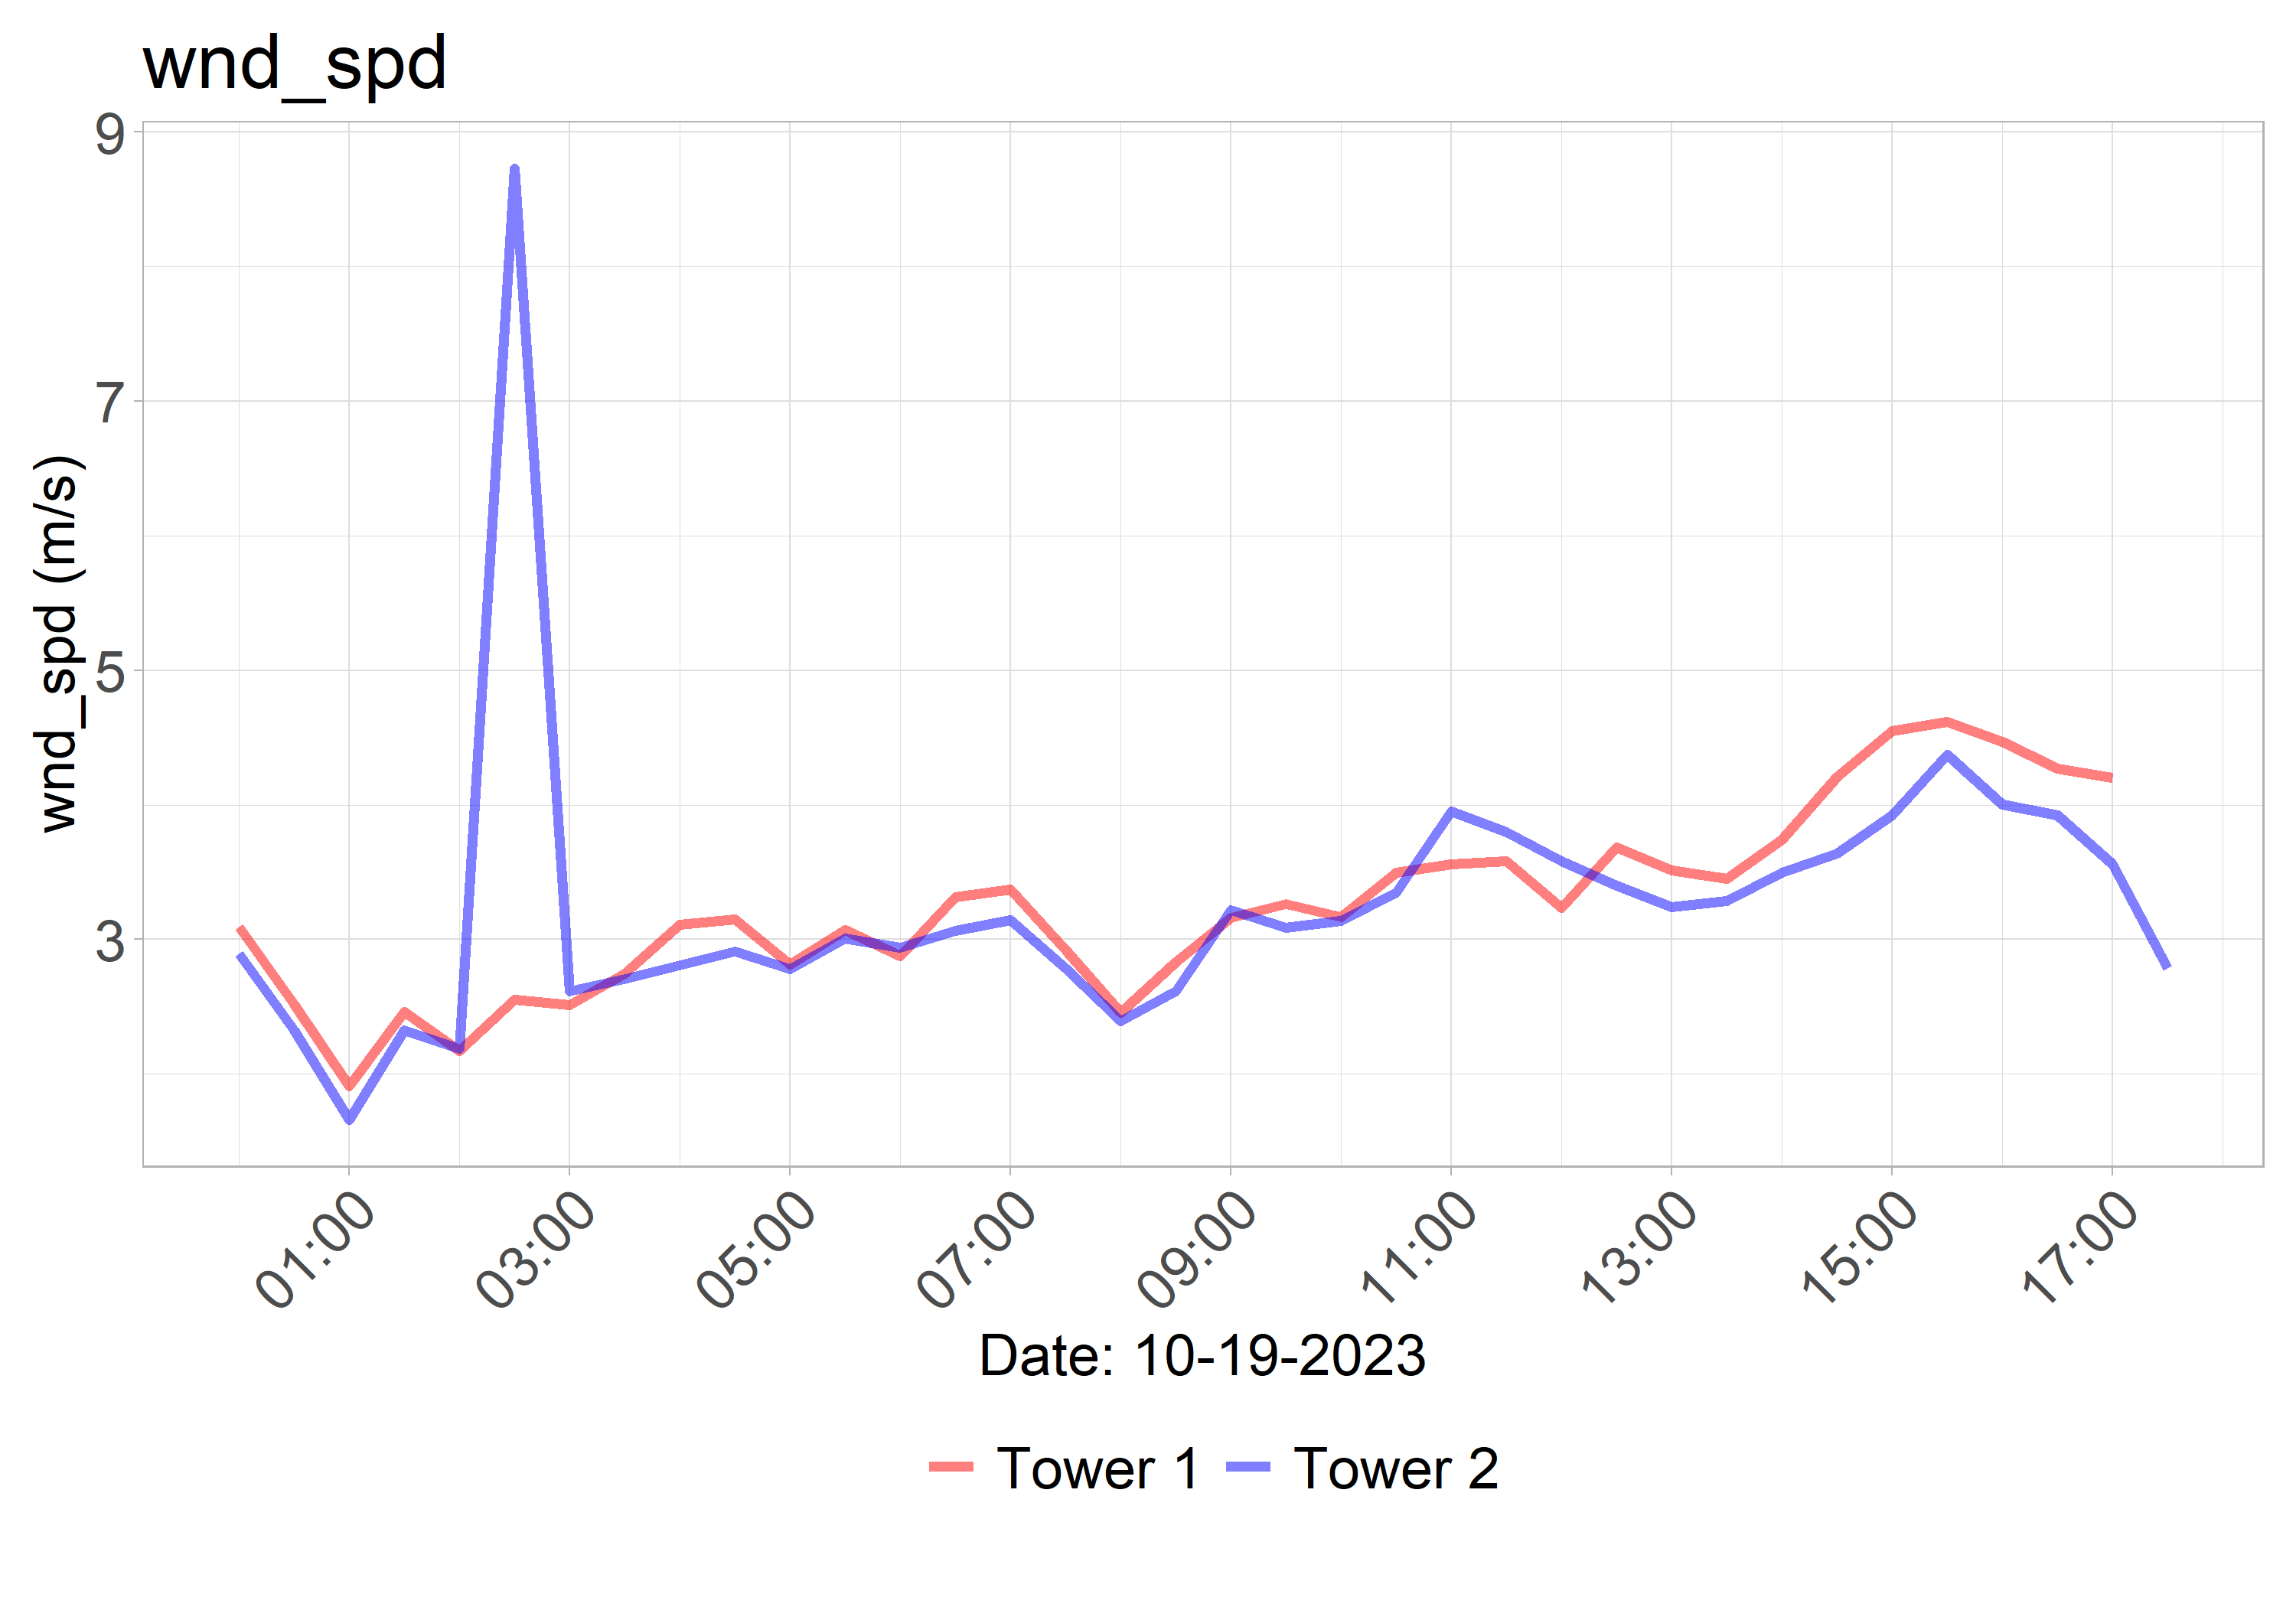 wnd_spd
wnd_spd (m/s)
9
7
5
3
01:00 03:00 05:00 07:00 09:00 11:00 13:00 15:00 17:00
Date: 10-19-2023
Tower 1 Tower 2